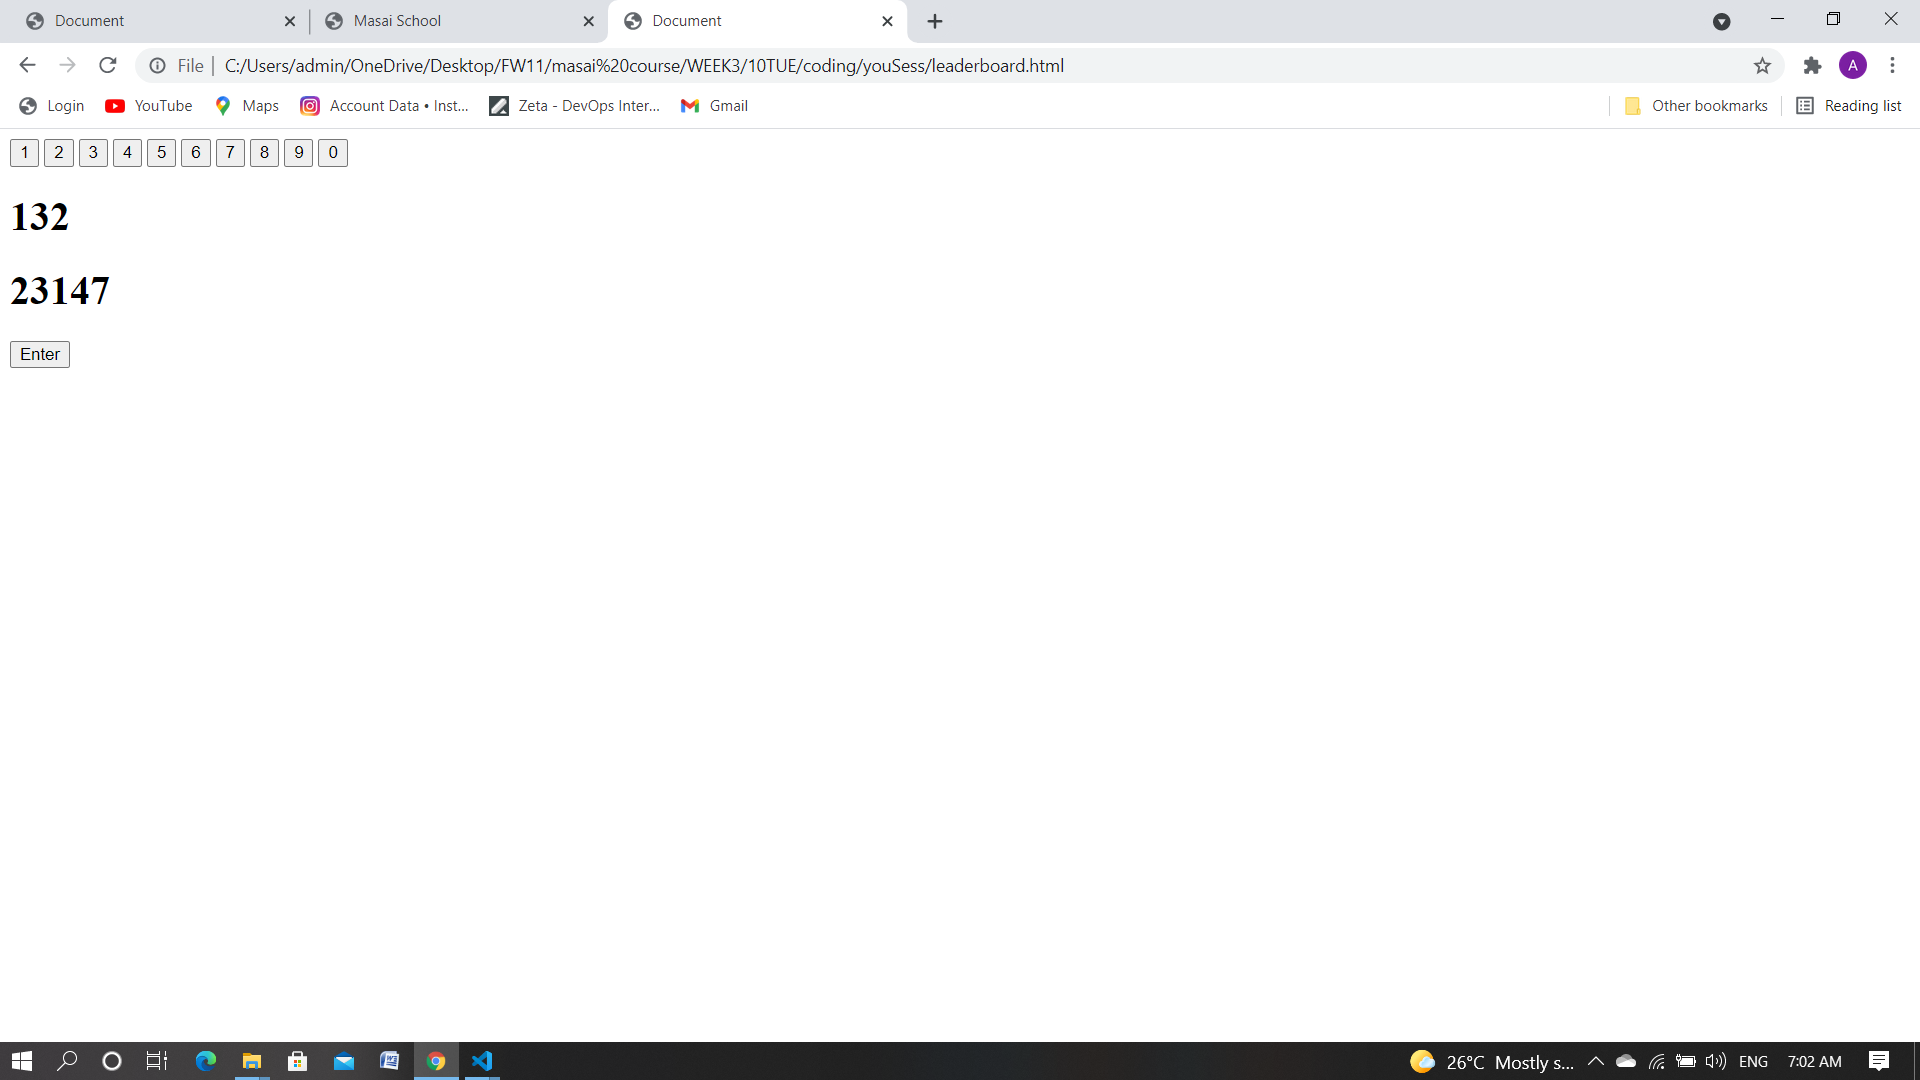 Document Masai School Document
File C:/Users/admin/OneDrive/Desktop/FW11/masai%20course/WEEK3/10TUE/coding/youSess/leaderboard.html A
Login YouTube Maps Account Data • Inst... Zeta - DevOps Inter... Gmail Other bookmarks Reading list
1 2 3 4 5 6 7 8 9 0
132
23147
Enter
26°C Mostly s... ENG 7:02 AM